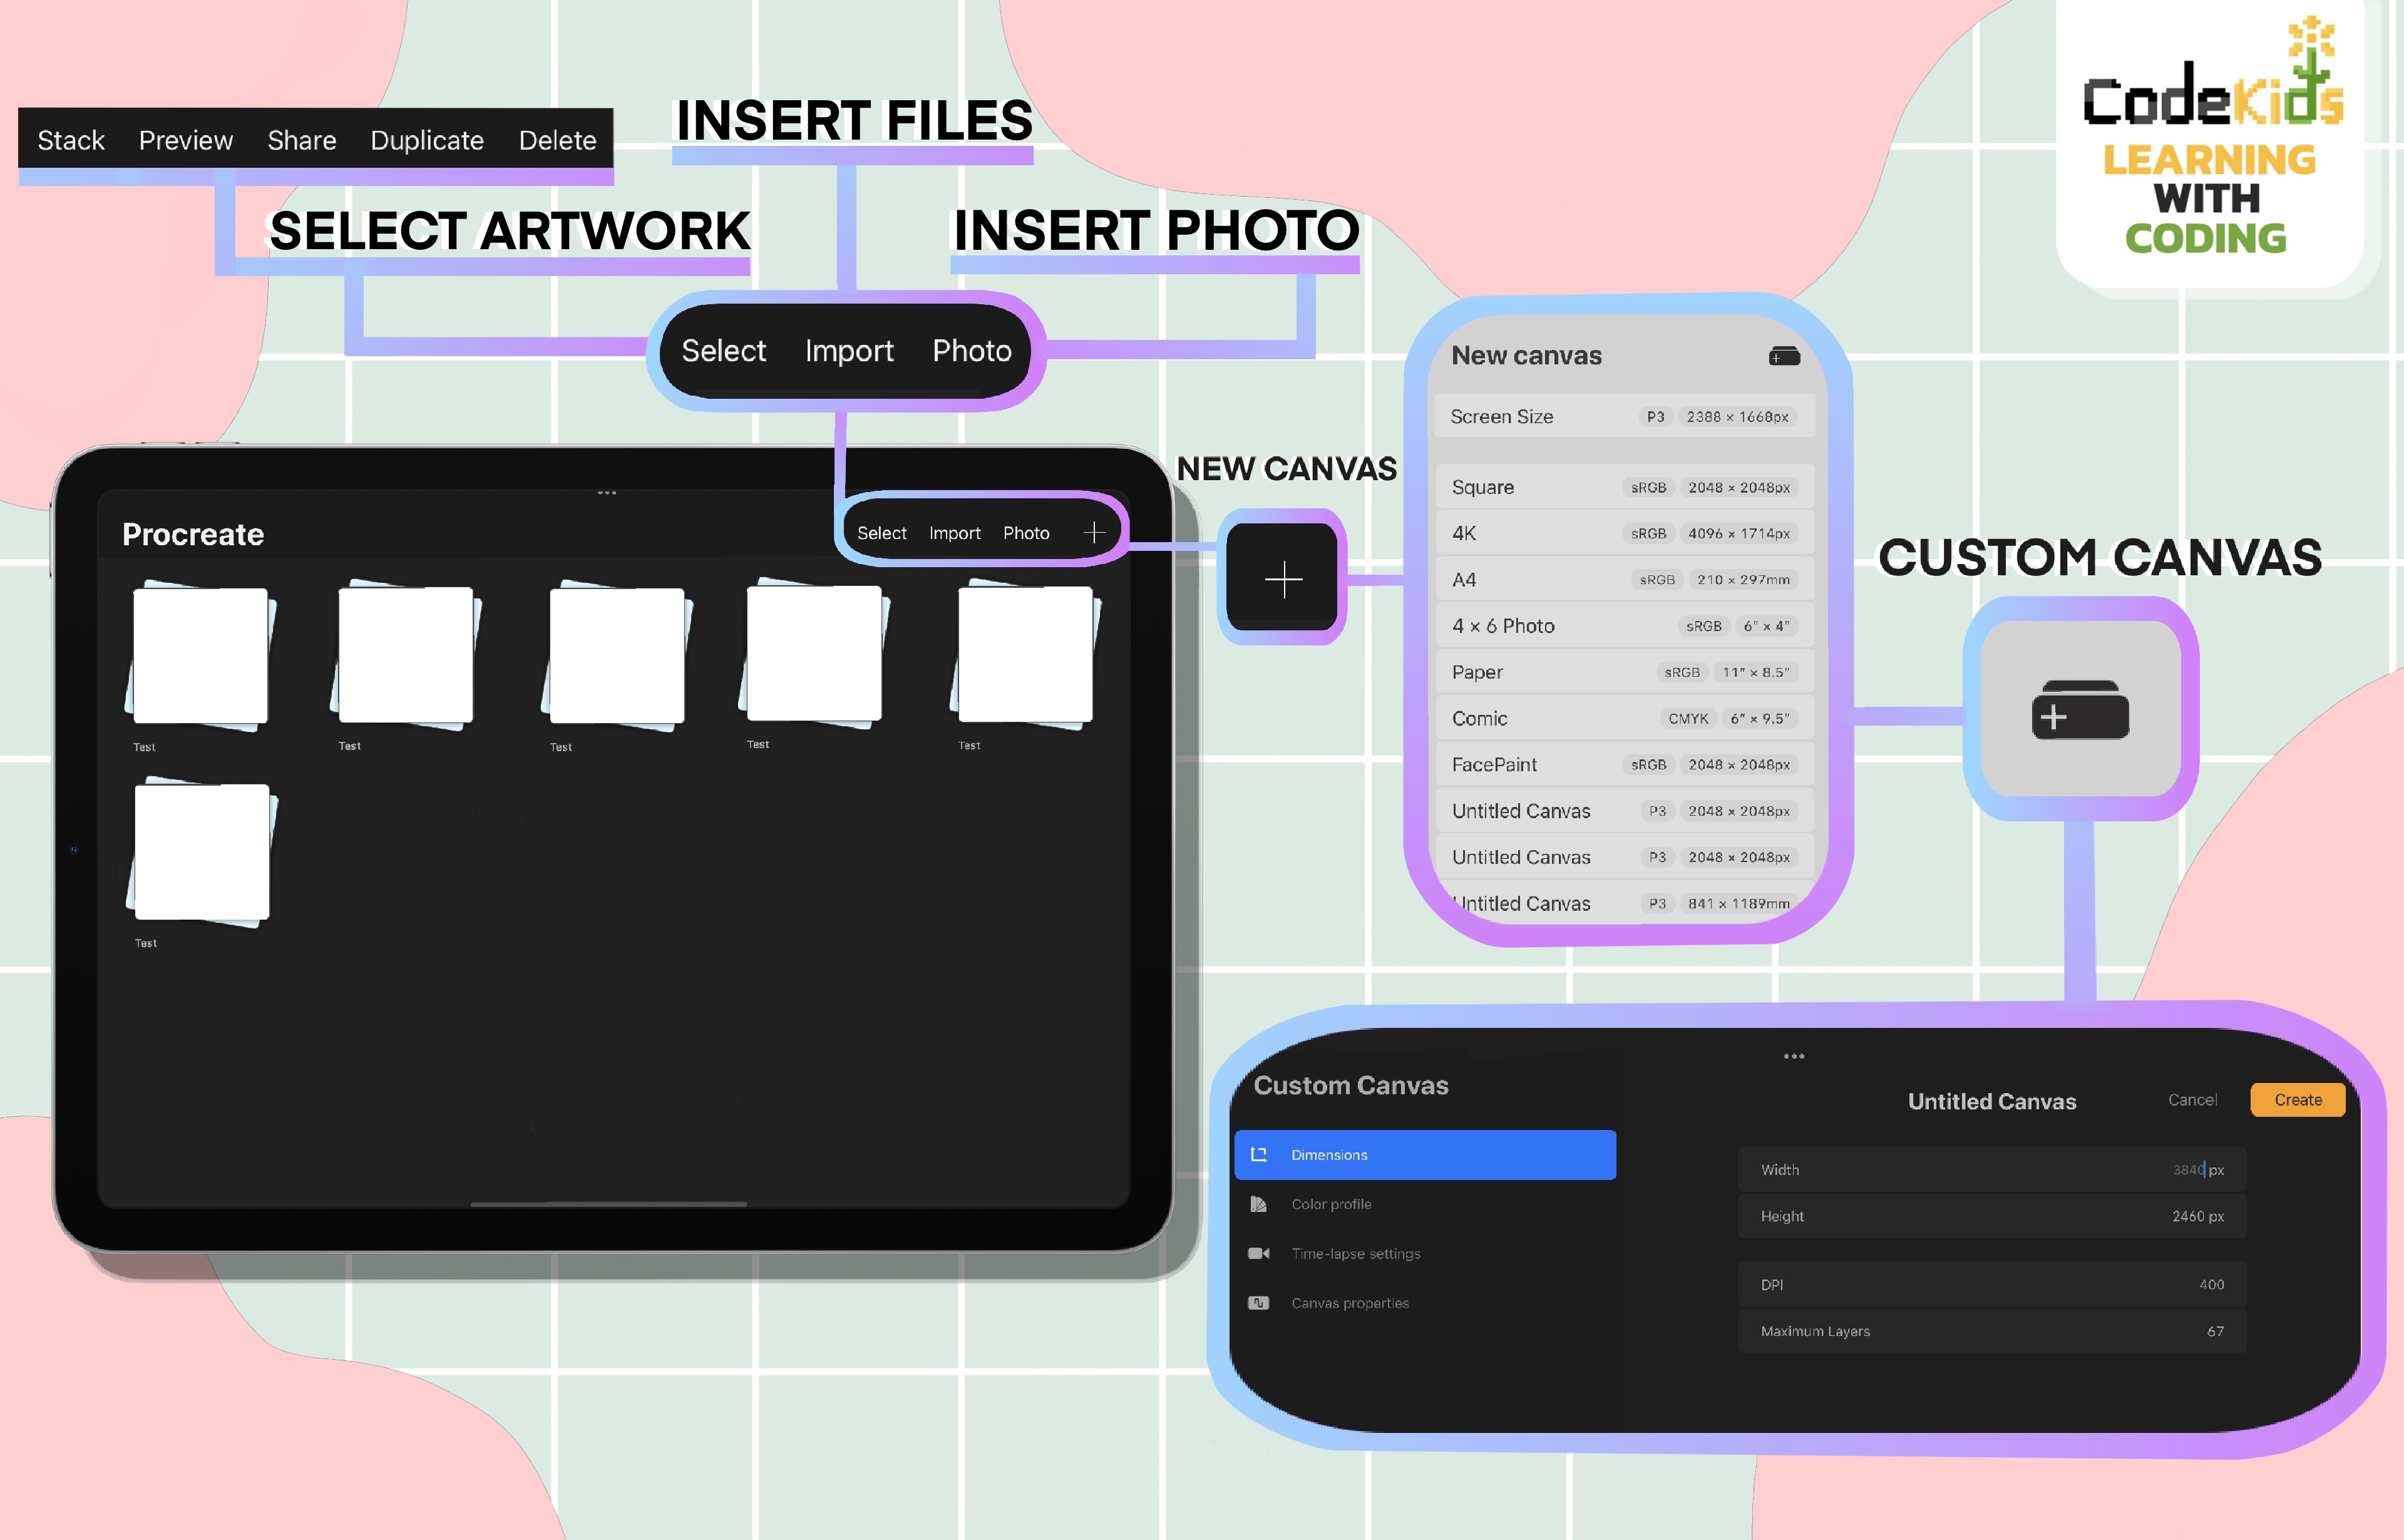 CodeKids
LEARNING
WITH
CODING
Stack Preview Share Duplicate Delete
INSERT FILES
SELECT ARTWORK
INSERT PHOTO
Select Import Photo
Procreate
Select Import Photo +
Test Test Test Test Test
Test
NEW CANVAS
+
New canvas
Screen Size P3 2388 × 1668px
Square sRGB 2048 × 2048px
4K sRGB 4096 × 1714px
A4 sRGB 210 × 297mm
4 × 6 Photo sRGB 6" × 4"
Paper sRGB 11" × 8.5"
Comic CMYK 6" × 9.5"
FacePaint sRGB 2048 × 2048px
Untitled Canvas P3 2048 × 2048px
Untitled Canvas P3 2048 × 2048px
Untitled Canvas P3 841 × 1189mm
CUSTOM CANVAS
Custom Canvas
Dimensions
Color profile
Time-lapse settings
Canvas properties
Untitled Canvas Cancel Create
Width 3840 px
Height 2460 px
DPI 400
Maximum Layers 67